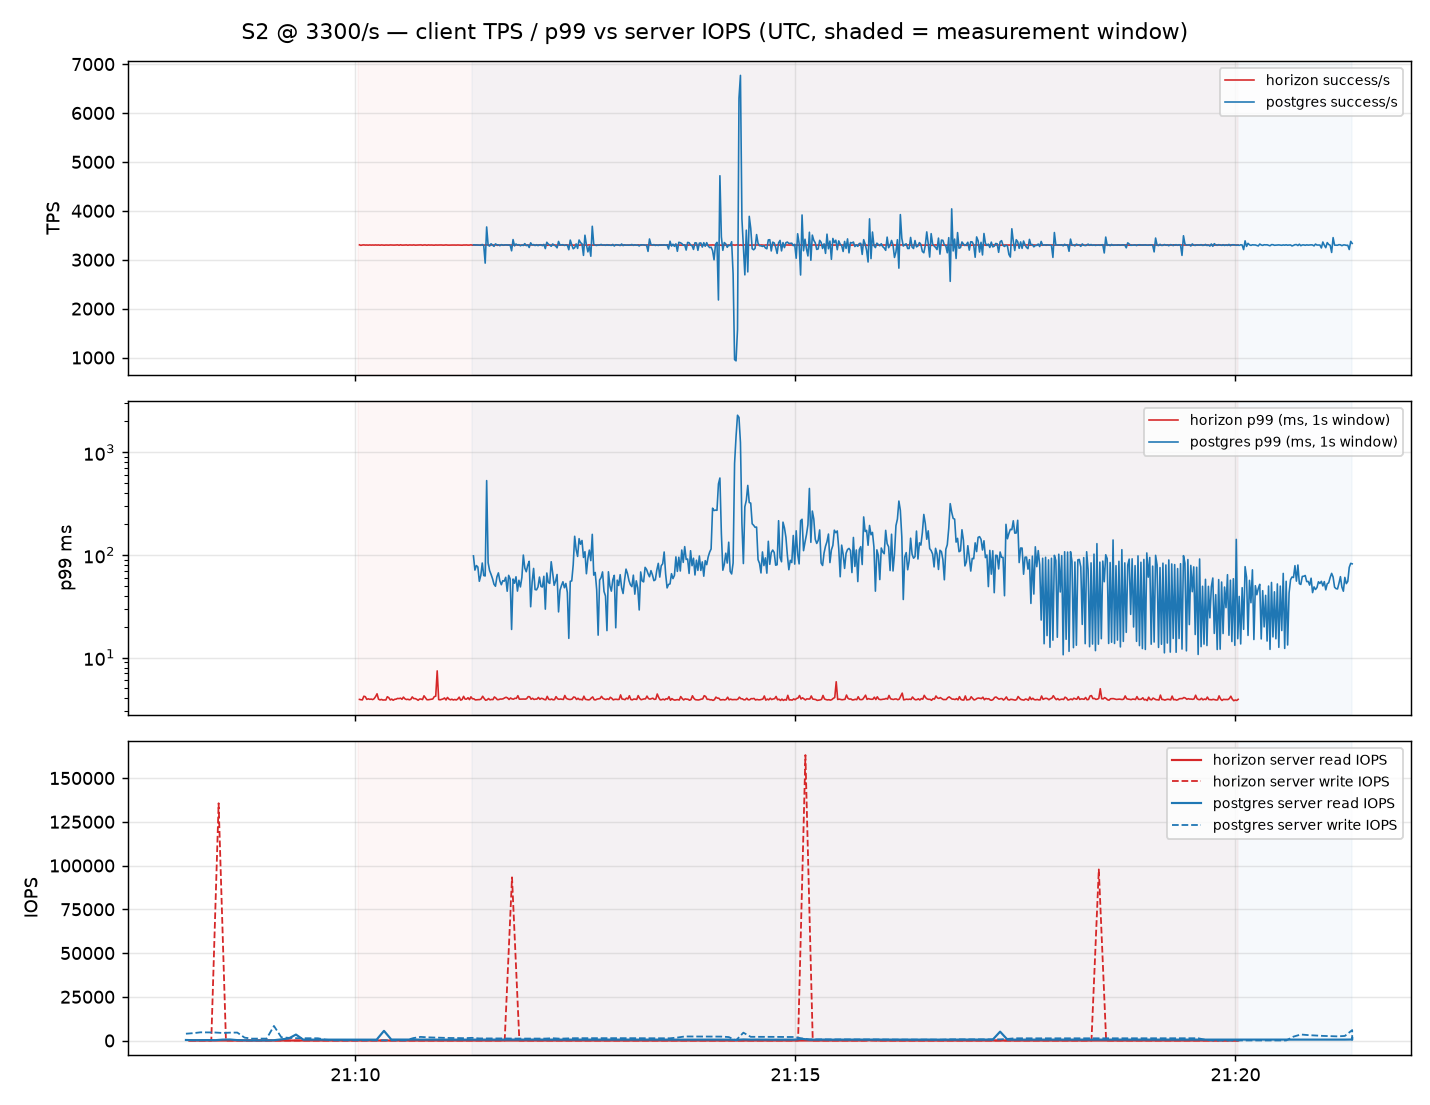 S2 @ 3300/s — client TPS / p99 vs server IOPS (UTC, shaded = measurement window)
TPS
7000
6000
5000
4000
3000
2000
1000
horizon success/s
postgres success/s
p99 ms
10³
10²
10¹
horizon p99 (ms, 1s window)
postgres p99 (ms, 1s window)
IOPS
150000
125000
100000
75000
50000
25000
0
horizon server read IOPS
horizon server write IOPS
postgres server read IOPS
postgres server write IOPS
21:10
21:15
21:20